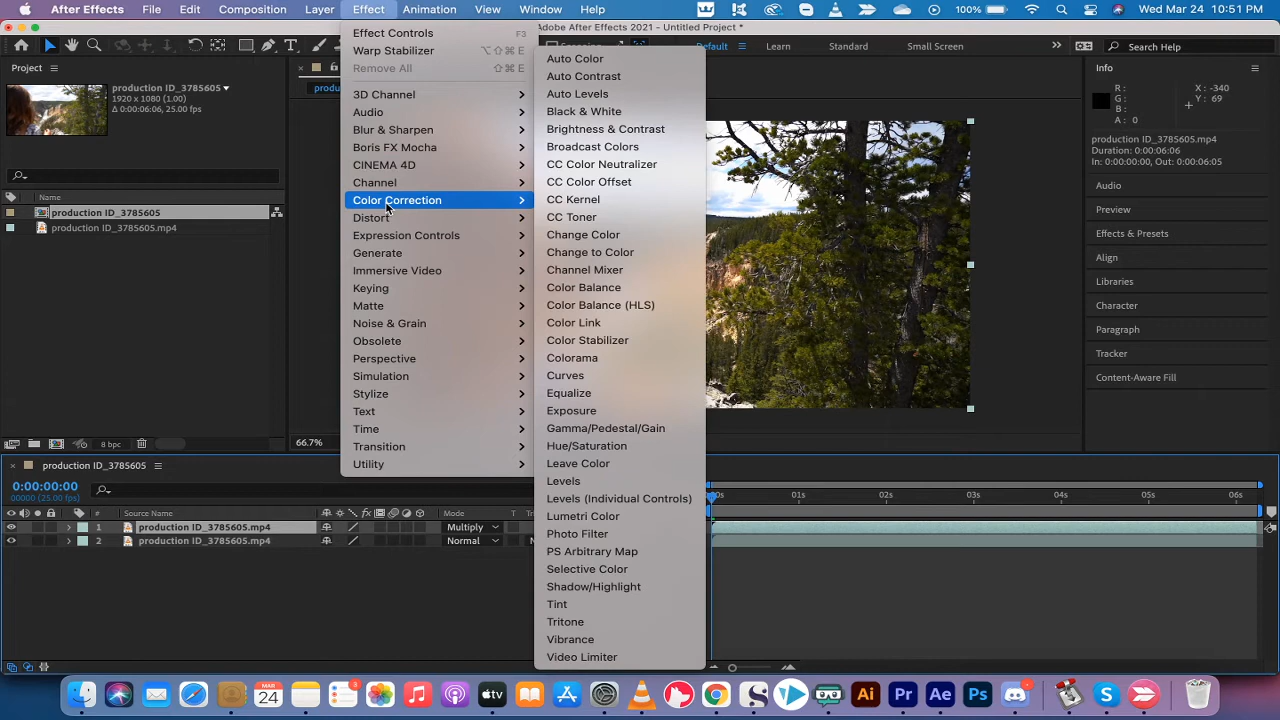 After Effects File Edit Composition Layer Effect Animation View Window Help 100% Wed Mar 24 10:51 PM
Adobe After Effects 2021 - Untitled Project *
Default Learn Standard Small Screen Search Help
Project
production ID_3785605.mp4
1920 x 1080 (1.00)
Δ 0:00:06:06, 25.00 fps
Name
production ID_3785605
production ID_3785605.mp4
8 bpc
Effect Controls F3
Warp Stabilizer ⌥⇧⌘E
Remove All ⇧⌘E
3D Channel
Audio
Blur & Sharpen
Boris FX Mocha
CINEMA 4D
Channel
Color Correction
Distort
Expression Controls
Generate
Immersive Video
Keying
Matte
Noise & Grain
Obsolete
Perspective
Simulation
Stylize
Text
Time
Transition
Utility
Auto Color
Auto Contrast
Auto Levels
Black & White
Brightness & Contrast
Broadcast Colors
CC Color Neutralizer
CC Color Offset
CC Kernel
CC Toner
Change Color
Change to Color
Channel Mixer
Color Balance
Color Balance (HLS)
Color Link
Color Stabilizer
Colorama
Curves
Equalize
Exposure
Gamma/Pedestal/Gain
Hue/Saturation
Leave Color
Levels
Levels (Individual Controls)
Lumetri Color
Photo Filter
PS Arbitrary Map
Selective Color
Shadow/Highlight
Tint
Tritone
Vibrance
Video Limiter
66.7%
Info
R :
G :
B :
A : 0
X : -340
Y : 69
production ID_3785605.mp4
Duration: 0:00:06:06
In: 0:00:00:00, Out: 0:00:06:05
Audio
Preview
Effects & Presets
Align
Libraries
Character
Paragraph
Tracker
Content-Aware Fill
production ID_3785605
0:00:00:00
00000 (25.00 fps)
# Source Name Mode T
1 production ID_3785605.mp4 Multiply
2 production ID_3785605.mp4 Normal
01s 02s 03s 04s 05s 06s
MAR
24
3
tv
Ai Pr Ae Ps